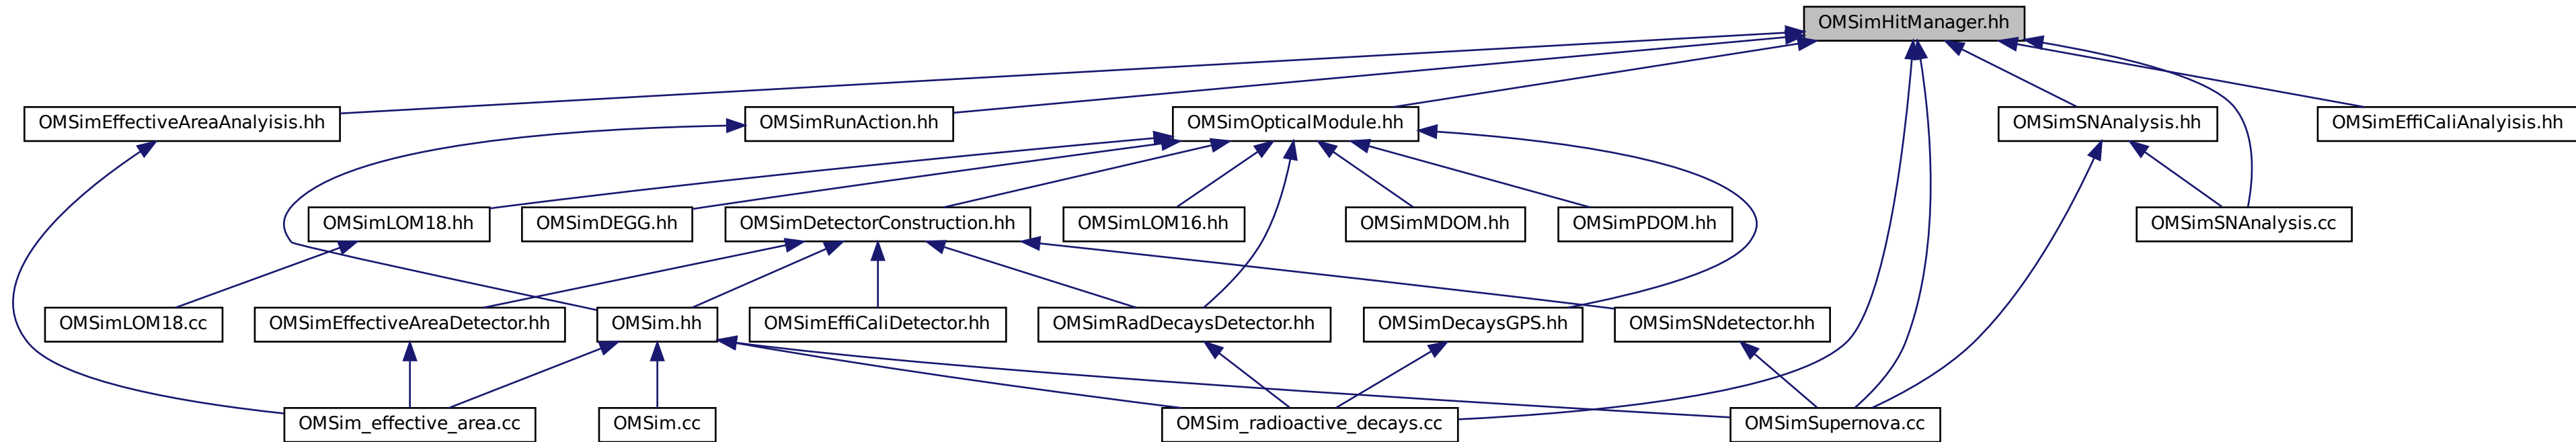 OMSimHitManager.hh
OMSimEffectiveAreaAnalyisis.hh
OMSimRunAction.hh
OMSimOpticalModule.hh
OMSimSNAnalysis.hh
OMSimEffiCaliAnalyisis.hh
OMSimLOM18.hh
OMSimDEGG.hh
OMSimDetectorConstruction.hh
OMSimLOM16.hh
OMSimMDOM.hh
OMSimPDOM.hh
OMSimSNAnalysis.cc
OMSimLOM18.cc
OMSimEffectiveAreaDetector.hh
OMSim.hh
OMSimEffiCaliDetector.hh
OMSimRadDecaysDetector.hh
OMSimDecaysGPS.hh
OMSimSNdetector.hh
OMSim_effective_area.cc
OMSim.cc
OMSim_radioactive_decays.cc
OMSimSupernova.cc